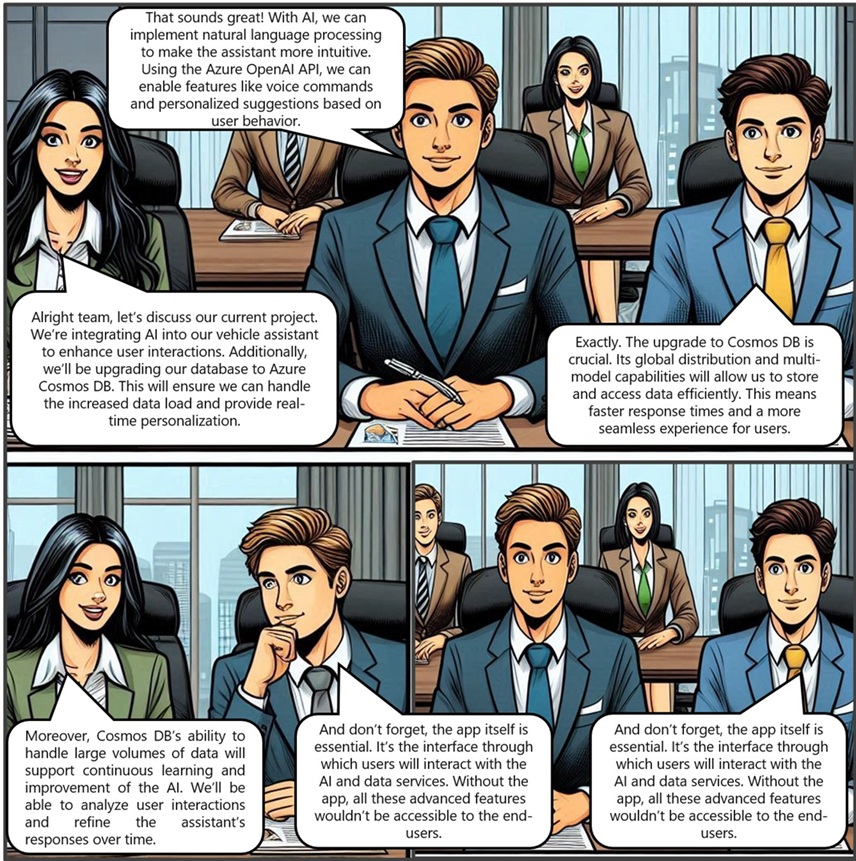 That sounds great! With AI, we can
implement natural language processing
to make the assistant more intuitive.
Using the Azure OpenAI API, we can
enable features like voice commands
and personalized suggestions based on
user behavior.
Alright team, let's discuss our current project.
We're integrating AI into our vehicle assistant
to enhance user interactions. Additionally,
we'll be upgrading our database to Azure
Cosmos DB. This will ensure we can handle
the increased data load and provide real-
time personalization.
Exactly. The upgrade to Cosmos DB is
crucial. Its global distribution and multi-
model capabilities will allow us to store
and access data efficiently. This means
faster response times and a more
seamless experience for users.
Moreover, Cosmos DB's ability to
handle large volumes of data will
support continuous learning and
improvement of the AI. We'll be
able to analyze user interactions
and refine the assistant's
responses over time.
And don't forget, the app itself is
essential. It's the interface through
which users will interact with the
AI and data services. Without the
app, all these advanced features
wouldn't be accessible to the end-
users.
And don't forget, the app itself is
essential. It's the interface through
which users will interact with the
AI and data services. Without the
app, all these advanced features
wouldn't be accessible to the end-
users.